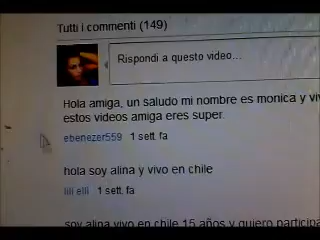 Tutti i commenti (149)
Rispondi a questo video...
Hola amiga, un saludo mi nombre es monica y
estos videos amiga eres super.
ebenezer559 1 sett. fa
hola soy alina y vivo en chile
lili elli 1 sett. fa
soy alina vivo en chile 15 años y quiero